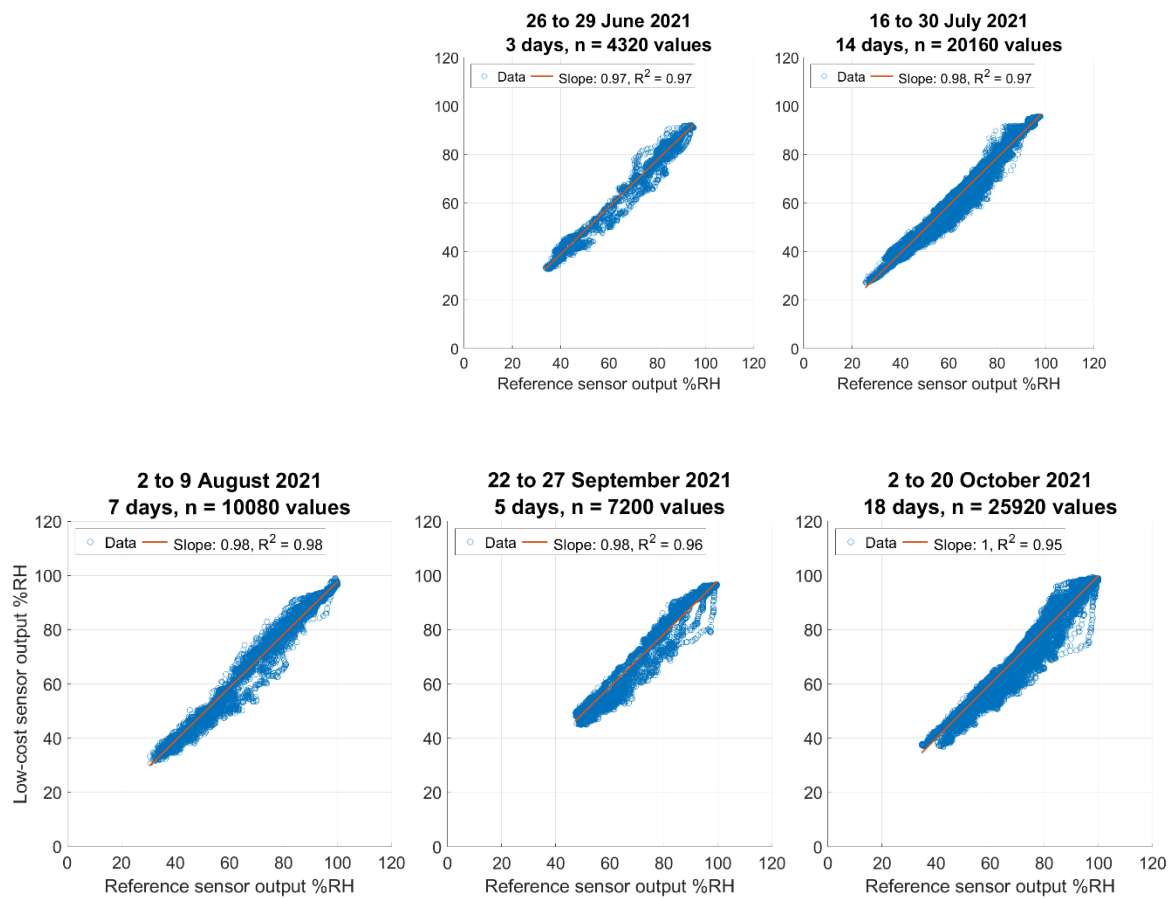 26 to 29 June 2021
3 days, n = 4320 values
Data Slope: 0.97, R² = 0.97
120
100
80
60
40
20
0
0 20 40 60 80 100 120
Reference sensor output %RH
16 to 30 July 2021
14 days, n = 20160 values
Data Slope: 0.98, R² = 0.97
120
100
80
60
40
20
0
0 20 40 60 80 100 120
Reference sensor output %RH
2 to 9 August 2021
7 days, n = 10080 values
Data Slope: 0.98, R² = 0.98
Low-cost sensor output %RH
120
100
80
60
40
20
0
0 20 40 60 80 100 120
Reference sensor output %RH
22 to 27 September 2021
5 days, n = 7200 values
Data Slope: 0.98, R² = 0.96
120
100
80
60
40
20
0
0 20 40 60 80 100 120
Reference sensor output %RH
2 to 20 October 2021
18 days, n = 25920 values
Data Slope: 1, R² = 0.95
120
100
80
60
40
20
0
0 20 40 60 80 100 120
Reference sensor output %RH